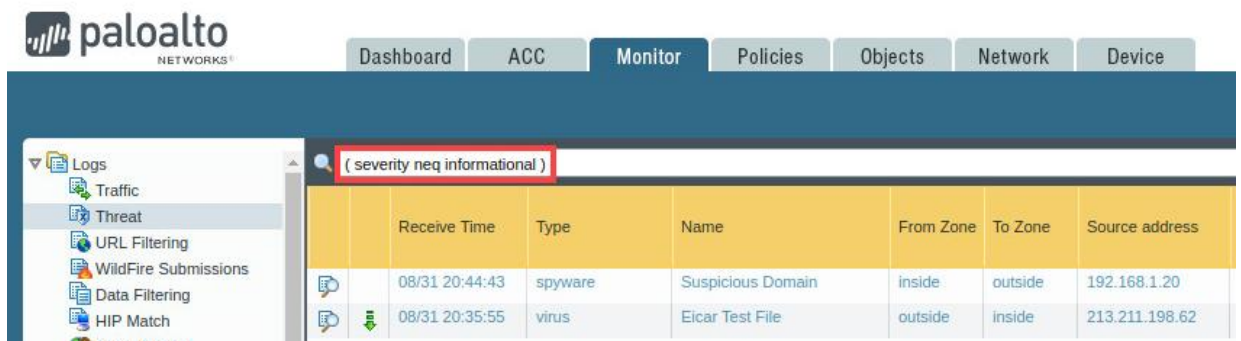 paloalto
NETWORKS®
Dashboard ACC Monitor Policies Objects Network Device
Logs
( severity neq informational )
Traffic
Threat
URL Filtering
WildFire Submissions
Data Filtering
HIP Match
Receive Time Type Name From Zone To Zone Source address
08/31 20:44:43 spyware Suspicious Domain inside outside 192.168.1.20
08/31 20:35:55 virus Eicar Test File outside inside 213.211.198.62